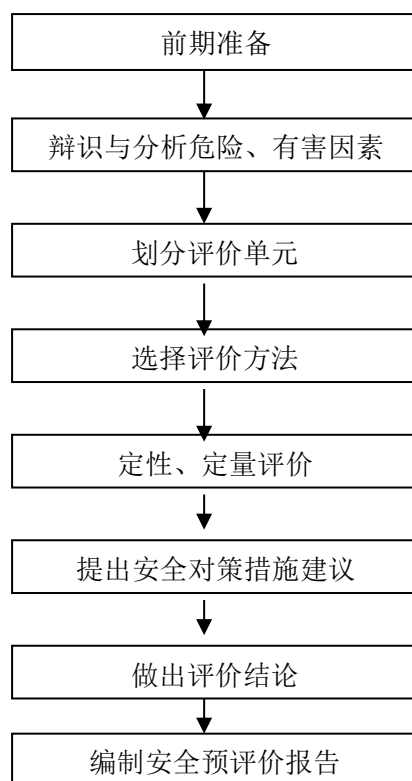 前期准备
辩识与分析危险、有害因素
划分评价单元
选择评价方法
定性、定量评价
提出安全对策措施建议
做出评价结论
编制安全预评价报告